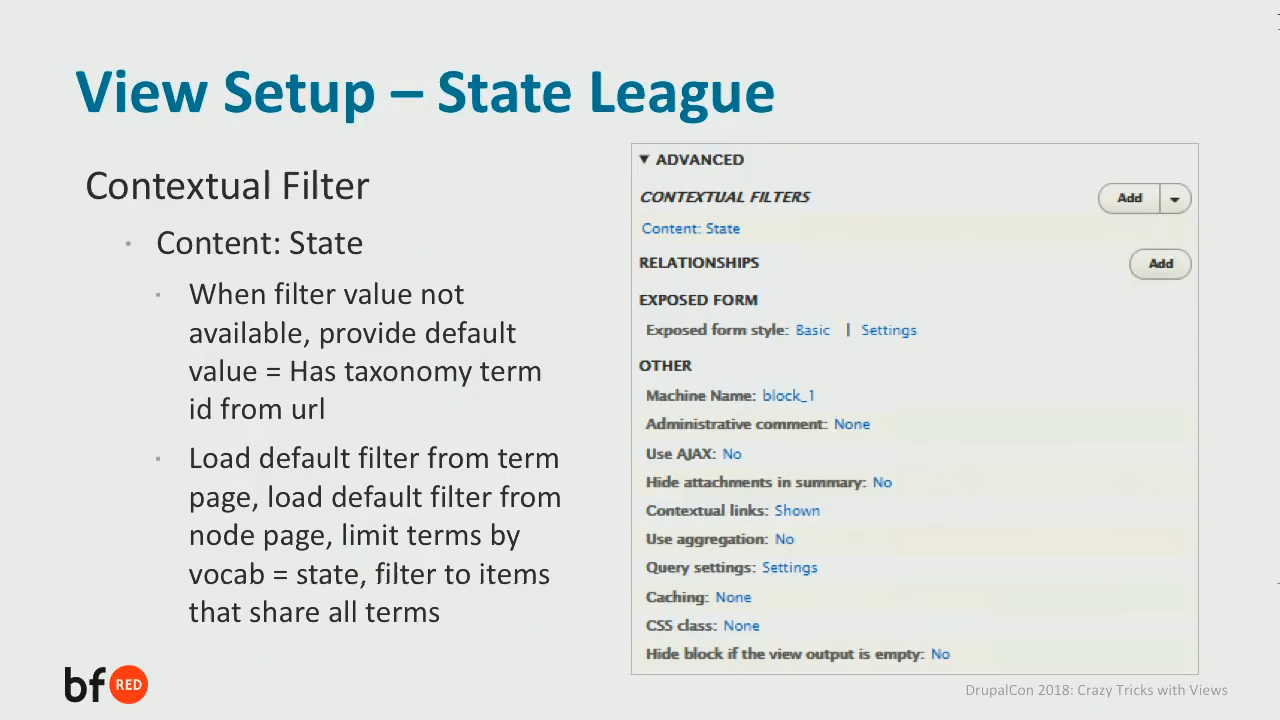 View Setup – State League
Contextual Filter
· Content: State
· When filter value not
available, provide default
value = Has taxonomy term
id from url
· Load default filter from term
page, load default filter from
node page, limit terms by
vocab = state, filter to items
that share all terms
▼ ADVANCED
CONTEXTUAL FILTERS Add
Content: State
RELATIONSHIPS Add
EXPOSED FORM
Exposed form style: Basic | Settings
OTHER
Machine Name: block_1
Administrative comment: None
Use AJAX: No
Hide attachments in summary: No
Contextual links: Shown
Use aggregation: No
Query settings: Settings
Caching: None
CSS class: None
Hide block if the view output is empty: No
bf RED
DrupalCon 2018: Crazy Tricks with Views